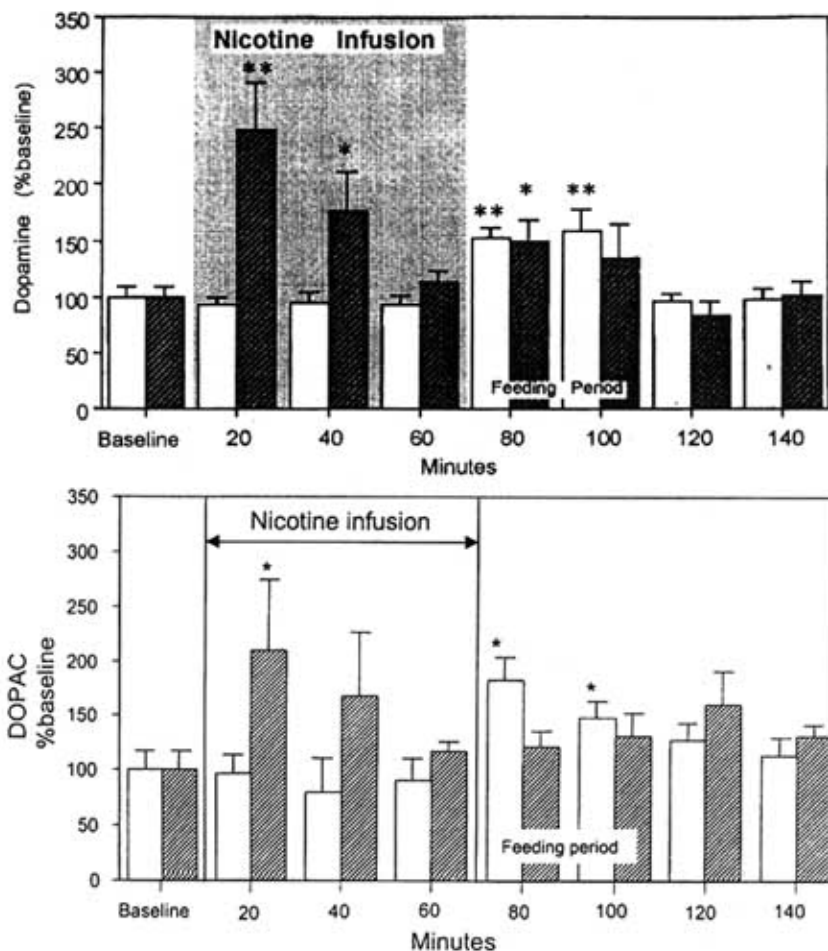 350
Nicotine Infusion
300
**
250
*
200
* **
**
150
100
50
Feeding Period
0
Dopamine (%baseline)
Baseline 20 40 60 80 100 120 140
Minutes
350
Nicotine infusion
300
*
250
*
200
*
150
100
50
Feeding period
0
DOPAC
%baseline
Baseline 20 40 60 80 100 120 140
Minutes